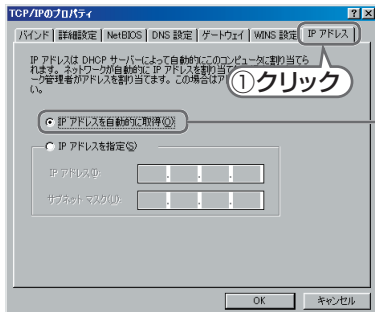 TCP/IPのプロパティ
バインド 詳細設定 NetBIOS DNS 設定 ゲートウェイ WINS 設定 IP アドレス
IP アドレスは DHCP サーバーによって自動的にこのコンピュータに割り当てら
れます。ネットワークが自動的に IP アドレスを割り当て
ーク管理者がアドレスを割り当てます。この場合はア
い。
①クリック
IP アドレスを自動的に取得(O)
IP アドレスを指定(S)
IP アドレス(I):
サブネット マスク(U):
OK キャンセル